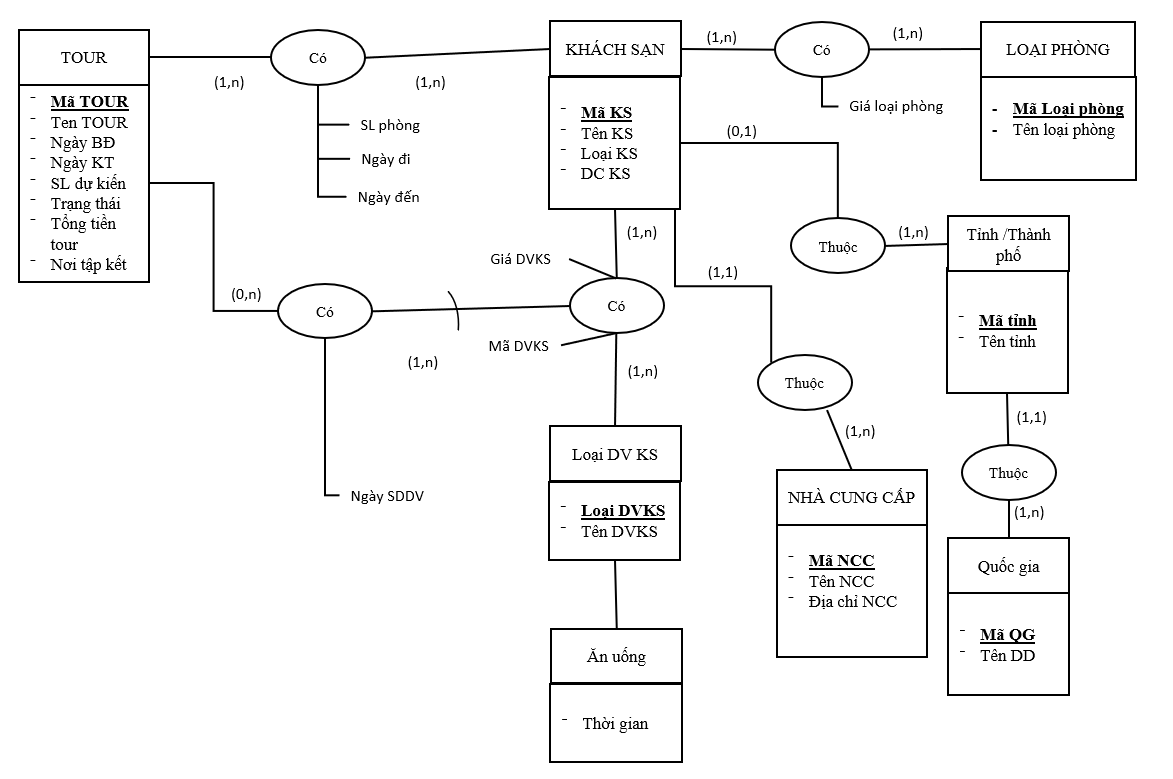 TOUR
- Mã TOUR
- Ten TOUR
- Ngày BĐ
- Ngày KT
- SL dự kiến
- Trạng thái
- Tổng tiền
tour
- Nơi tập kết
(1,n)
Có
(1,n)
SL phòng
Ngày đi
Ngày đến
KHÁCH SẠN
- Mã KS
- Tên KS
- Loại KS
- DC KS
(1,n)
Có
(1,n)
Giá loại phòng
LOẠI PHÒNG
- Mã Loại phòng
- Tên loại phòng
(0,1)
Thuộc
(1,n)
Tỉnh /Thành
phố
- Mã tỉnh
- Tên tỉnh
(1,1)
Thuộc
(1,n)
Quốc gia
- Mã QG
- Tên DD
(1,1)
Thuộc
(1,n)
NHÀ CUNG CẤP
- Mã NCC
- Tên NCC
- Địa chỉ NCC
(0,n)
Có
(1,n)
Ngày SDDV
(1,n)
Giá DVKS
Có
Mã DVKS
(1,n)
Loại DV KS
- Loại DVKS
- Tên DVKS
Ăn uống
- Thời gian